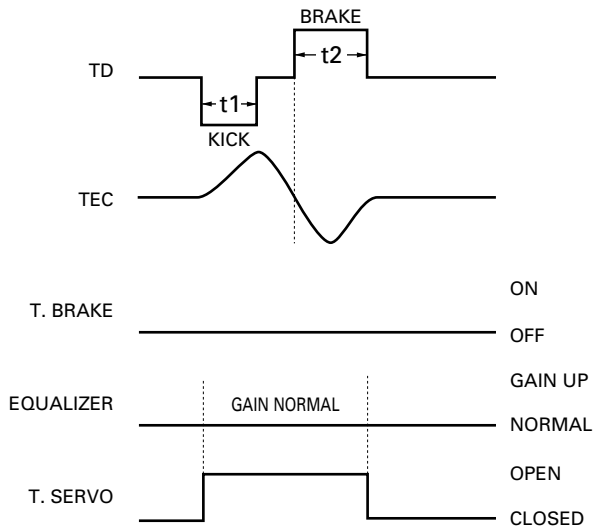 BRAKE
TD
t1
t2
KICK
TEC
T. BRAKE
ON
OFF
EQUALIZER
GAIN NORMAL
GAIN UP
NORMAL
T. SERVO
OPEN
CLOSED